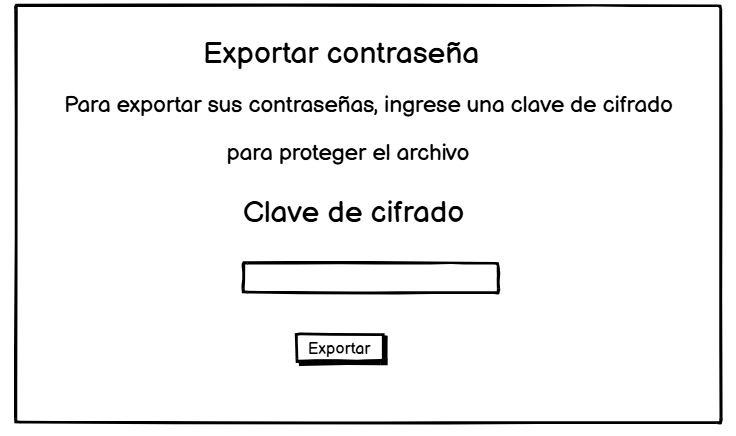 Exportar contraseña
Para exportar sus contraseñas, ingrese una clave de cifrado
para proteger el archivo
Clave de cifrado
Exportar